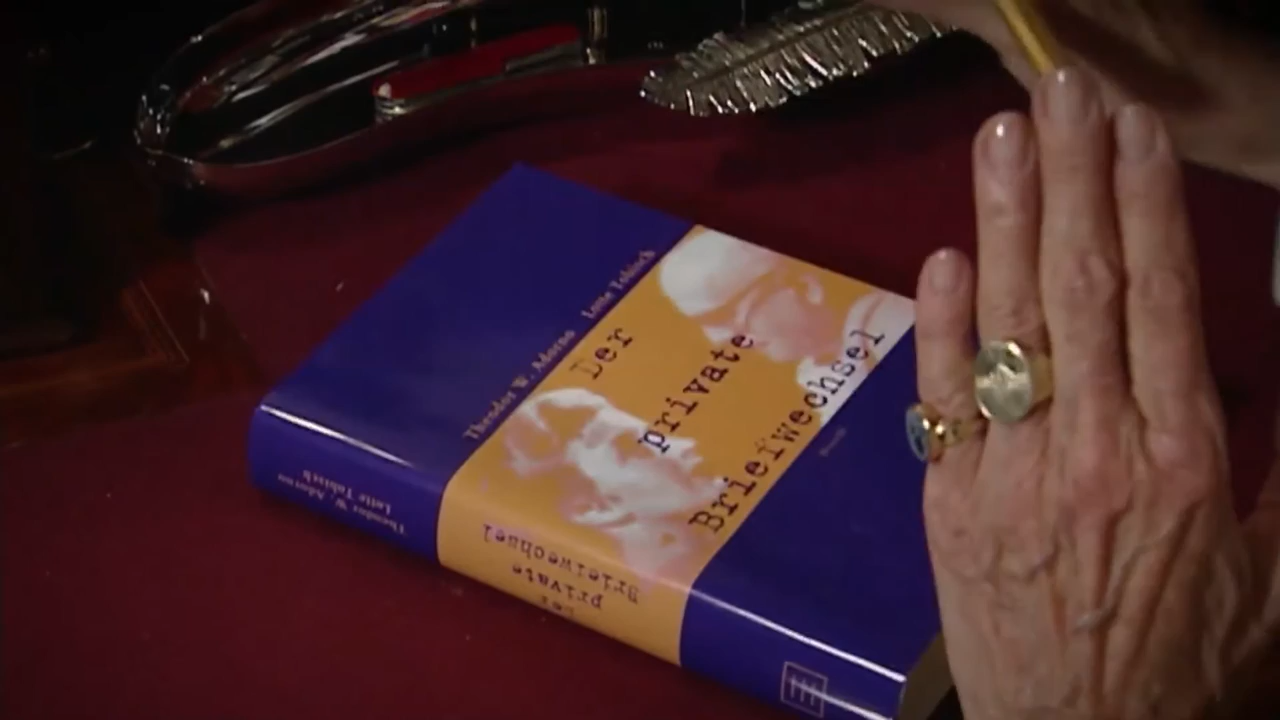 Theodor W. Adorno Lotte Tobisch
Der
private
Briefwechsel
Theodor W. Adorno
Lotte Tobisch
Der
private
Briefwechsel